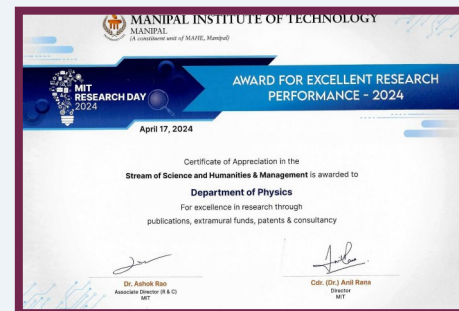 MANIPAL INSTITUTE OF TECHNOLOGY
MANIPAL
(A constituent unit of MAHE, Manipal)
MIT
RESEARCH DAY
2024
AWARD FOR EXCELLENT RESEARCH
PERFORMANCE - 2024
April 17, 2024
Certificate of Appreciation in the
Stream of Science and Humanities & Management is awarded to
Department of Physics
For excellence in research through
publications, extramural funds, patents & consultancy
Dr. Ashok Rao
Associate Director (R & C)
MIT
Cdr. (Dr.) Anil Rana
Director
MIT